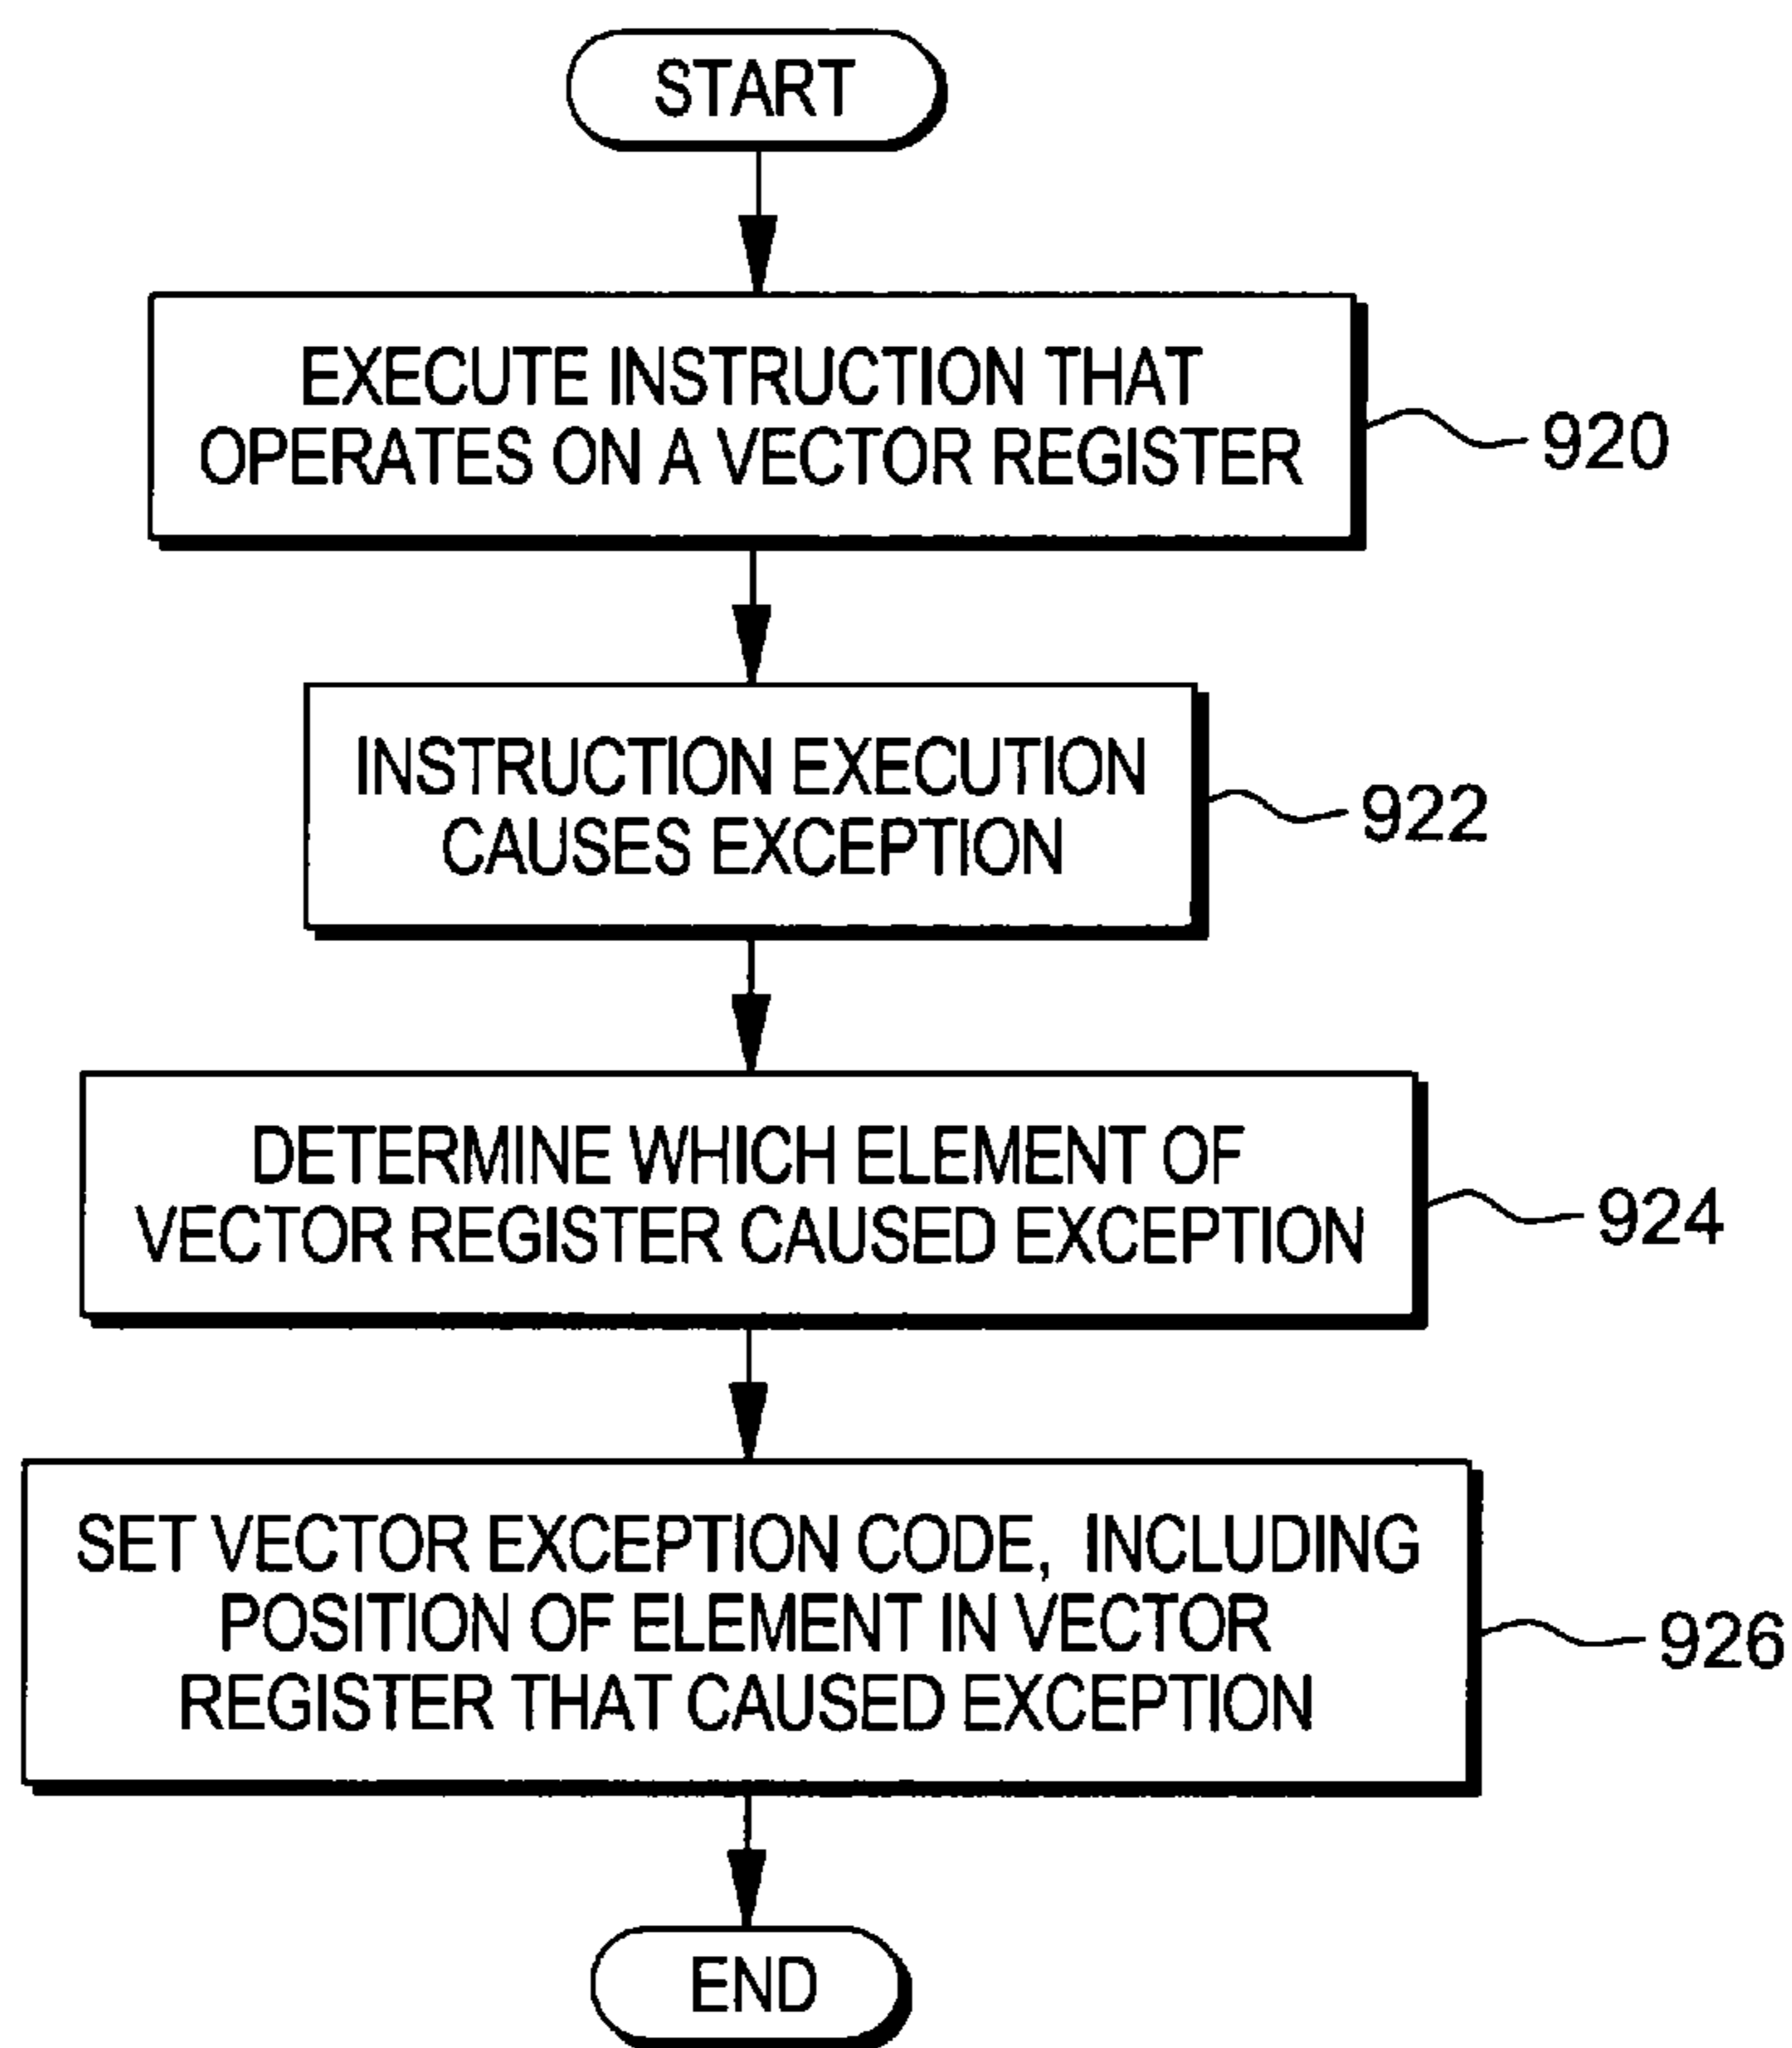 START
EXECUTE INSTRUCTION THAT
OPERATES ON A VECTOR REGISTER
920
INSTRUCTION EXECUTION
CAUSES EXCEPTION
922
DETERMINE WHICH ELEMENT OF
VECTOR REGISTER CAUSED EXCEPTION
924
SET VECTOR EXCEPTION CODE, INCLUDING
POSITION OF ELEMENT IN VECTOR
REGISTER THAT CAUSED EXCEPTION
926
END